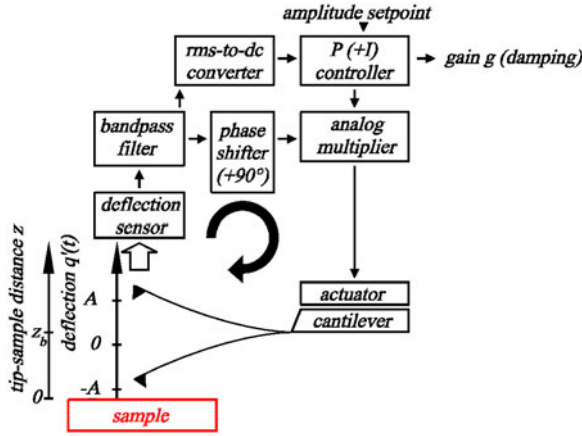 amplitude setpoint
rms-to-dc
converter
P (+I)
controller
gain g (damping)
bandpass
filter
phase
shifter
(+90°)
analog
multiplier
deflection
sensor
tip-sample distance z
z_b
0
deflection q'(t)
A
0
-A
actuator
cantilever
sample